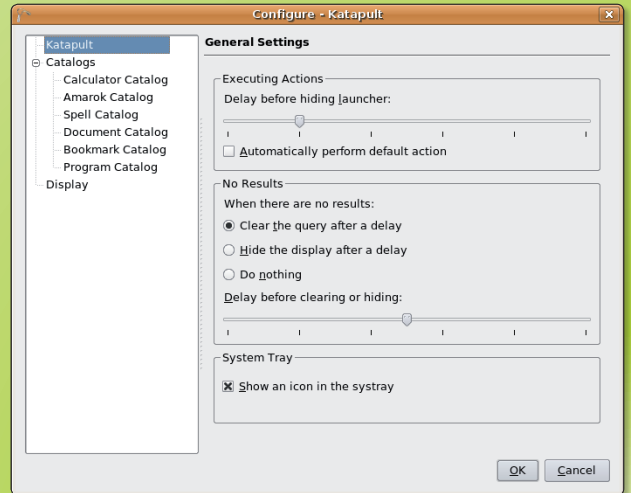 Configure - Katapult
Katapult
Catalogs
Calculator Catalog
Amarok Catalog
Spell Catalog
Document Catalog
Bookmark Catalog
Program Catalog
Display
General Settings
Executing Actions
Delay before hiding launcher:
Automatically perform default action
No Results
When there are no results:
Clear the query after a delay
Hide the display after a delay
Do nothing
Delay before clearing or hiding:
System Tray
Show an icon in the systray
OK
Cancel